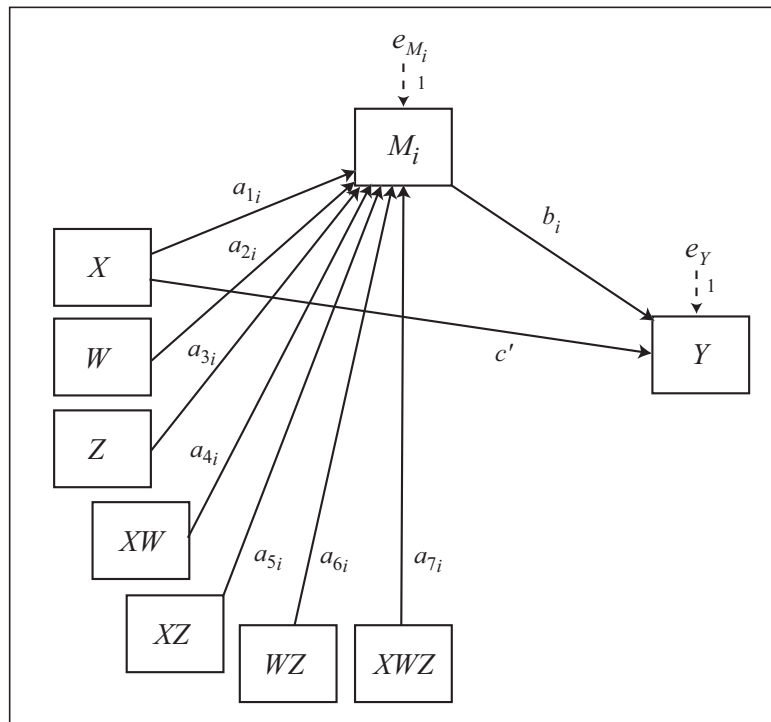 e_{M_i}
1
M_i
a_{1i}
a_{2i}
X
b_i
e_Y
1
W
a_{3i}
c'
Y
Z
a_{4i}
XW
a_{5i}
a_{6i}
a_{7i}
XZ
WZ
XWZ